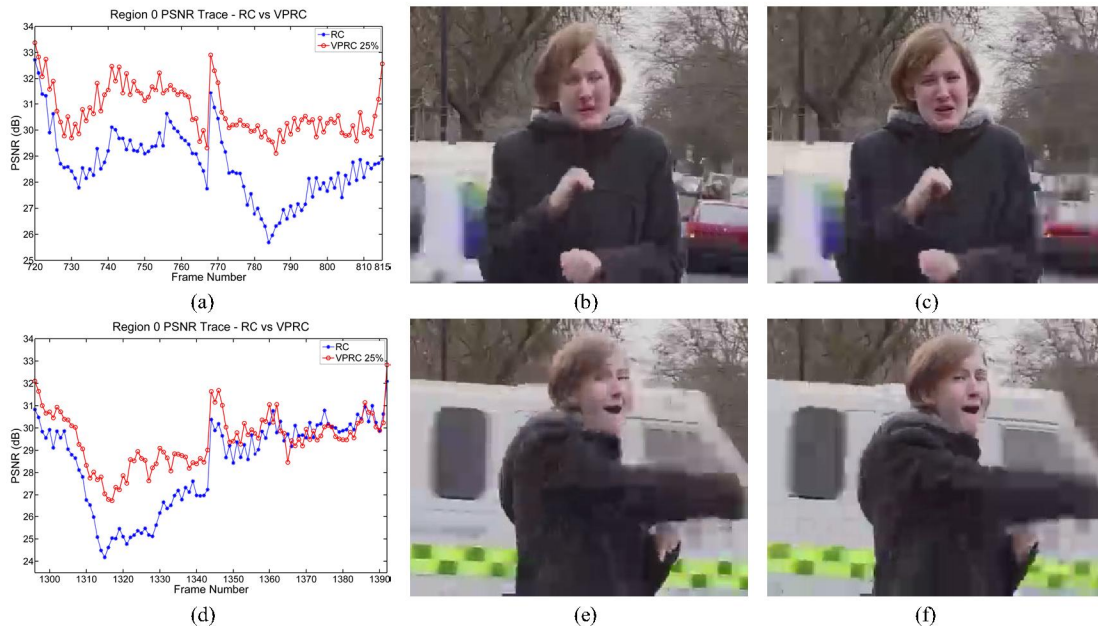 Region 0 PSNR Trace - RC vs VPRC
PSNR (dB)
34
33
32
31
30
29
28
27
26
25
RC
VPRC 25%
720 730 740 750 760 770 780 790 800 810 815
Frame Number
(a)
(b)
(c)
Region 0 PSNR Trace - RC vs VPRC
PSNR (dB)
34
33
32
31
30
29
28
27
26
25
24
23
RC
VPRC 25%
1300 1310 1320 1330 1340 1350 1360 1370 1380 1390
Frame Number
(d)
(e)
(f)